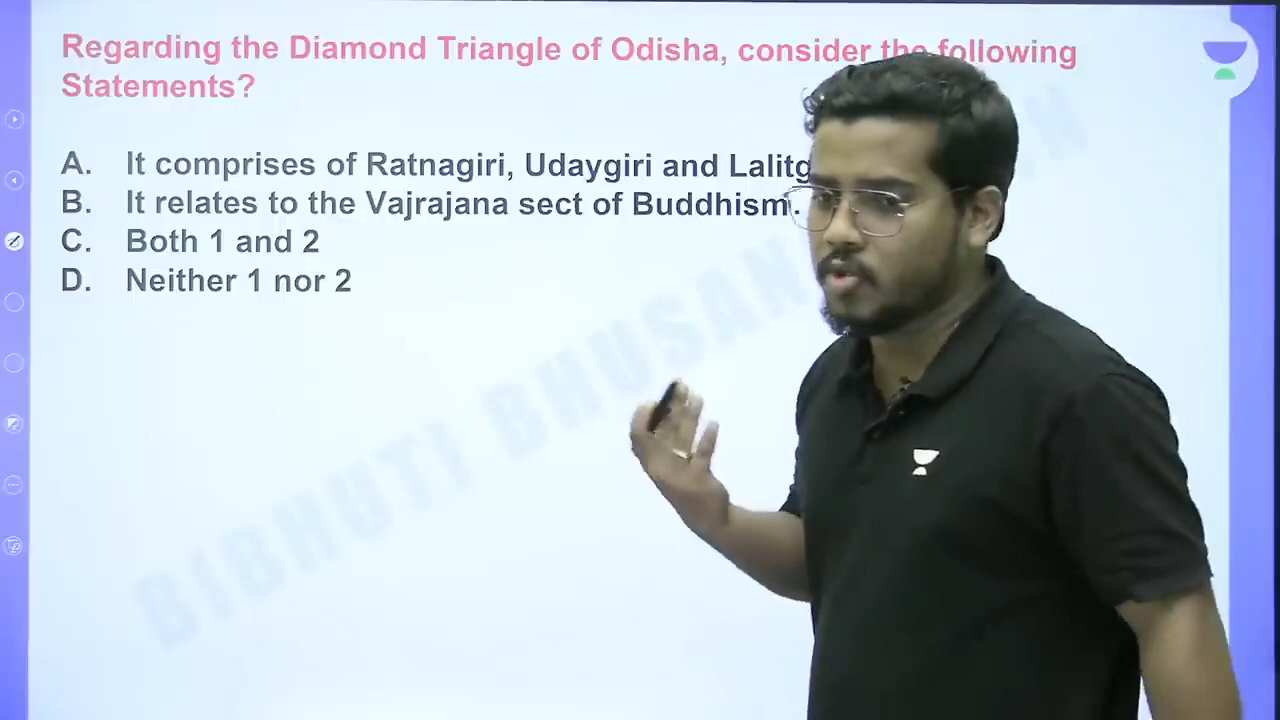 Regarding the Diamond Triangle of Odisha, consider the following
Statements?
A. It comprises of Ratnagiri, Udaygiri and
B. It relates to the Vajrajana sect of Buddhism.
C. Both 1 and 2
D. Neither 1 nor 2
BIBHUTI